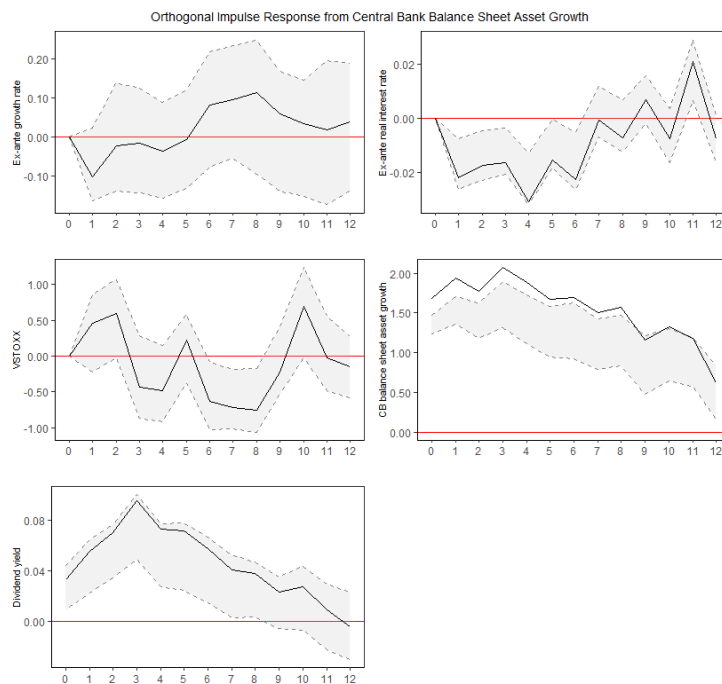 Orthogonal Impulse Response from Central Bank Balance Sheet Asset Growth
Ex-ante growth rate
0.20
0.10
0.00
-0.10
0 1 2 3 4 5 6 7 8 9 10 11 12
Ex-ante real interest rate
0.02
0.00
-0.02
0 1 2 3 4 5 6 7 8 9 10 11 12
VSTOXX
1.00
0.50
0.00
-0.50
-1.00
0 1 2 3 4 5 6 7 8 9 10 11 12
CB balance sheet asset growth
2.00
1.50
1.00
0.50
0.00
0 1 2 3 4 5 6 7 8 9 10 11 12
Dividend yield
0.08
0.04
0.00
0 1 2 3 4 5 6 7 8 9 10 11 12